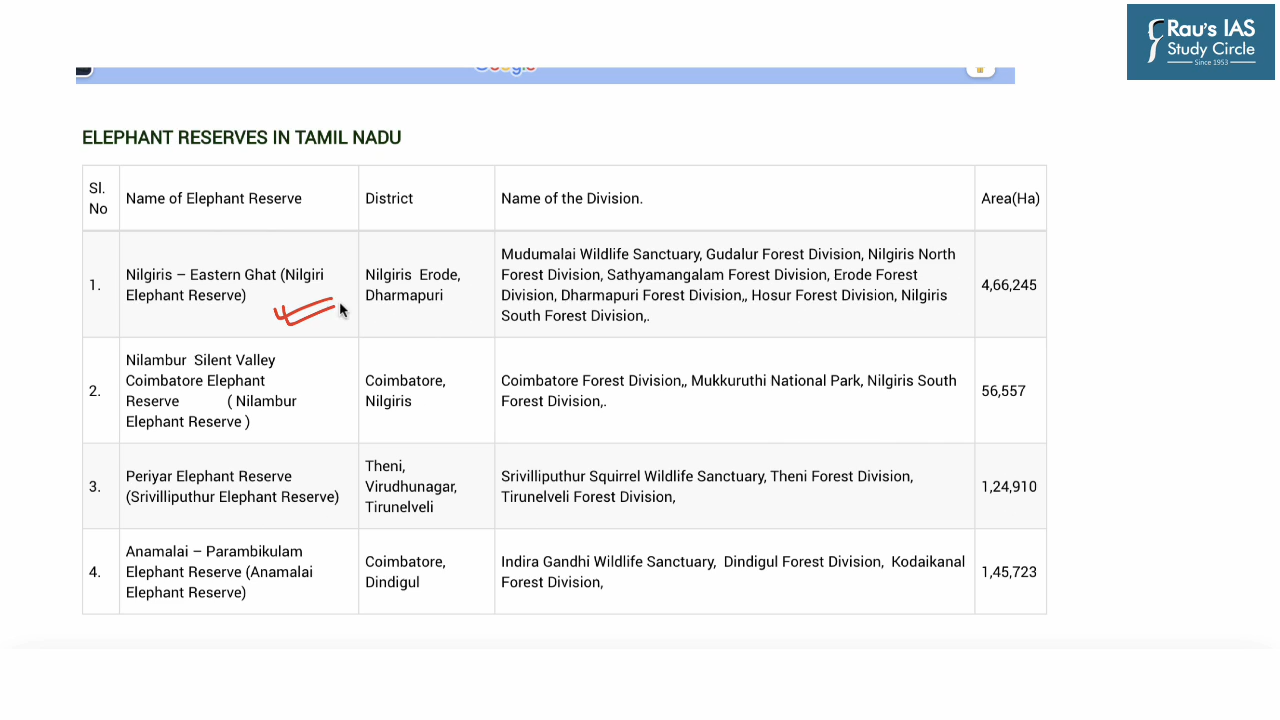 Rau's IAS
Study Circle
Since 1953
Google
ELEPHANT RESERVES IN TAMIL NADU
Sl.
No
Name of Elephant Reserve
District
Name of the Division.
Area(Ha)
1.
Nilgiris – Eastern Ghat (Nilgiri
Elephant Reserve)
Nilgiris Erode,
Dharmapuri
Mudumalai Wildlife Sanctuary, Gudalur Forest Division, Nilgiris North
Forest Division, Sathyamangalam Forest Division, Erode Forest
Division, Dharmapuri Forest Division,, Hosur Forest Division, Nilgiris
South Forest Division,.
4,66,245
2.
Nilambur Silent Valley
Coimbatore Elephant
Reserve ( Nilambur
Elephant Reserve )
Coimbatore,
Nilgiris
Coimbatore Forest Division,, Mukkuruthi National Park, Nilgiris South
Forest Division,.
56,557
3.
Periyar Elephant Reserve
(Srivilliputhur Elephant Reserve)
Theni,
Virudhunagar,
Tirunelveli
Srivilliputhur Squirrel Wildlife Sanctuary, Theni Forest Division,
Tirunelveli Forest Division,
1,24,910
4.
Anamalai – Parambikulam
Elephant Reserve (Anamalai
Elephant Reserve)
Coimbatore,
Dindigul
Indira Gandhi Wildlife Sanctuary, Dindigul Forest Division, Kodaikanal
Forest Division,
1,45,723